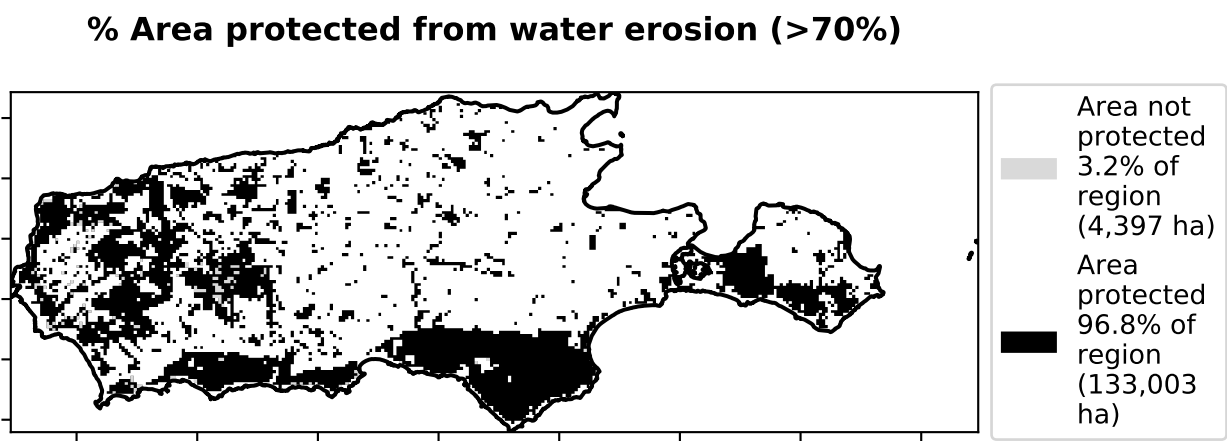 % Area protected from water erosion (>70%)
Area not
protected
3.2% of
region
(4,397 ha)
Area
protected
96.8% of
region
(133,003
ha)